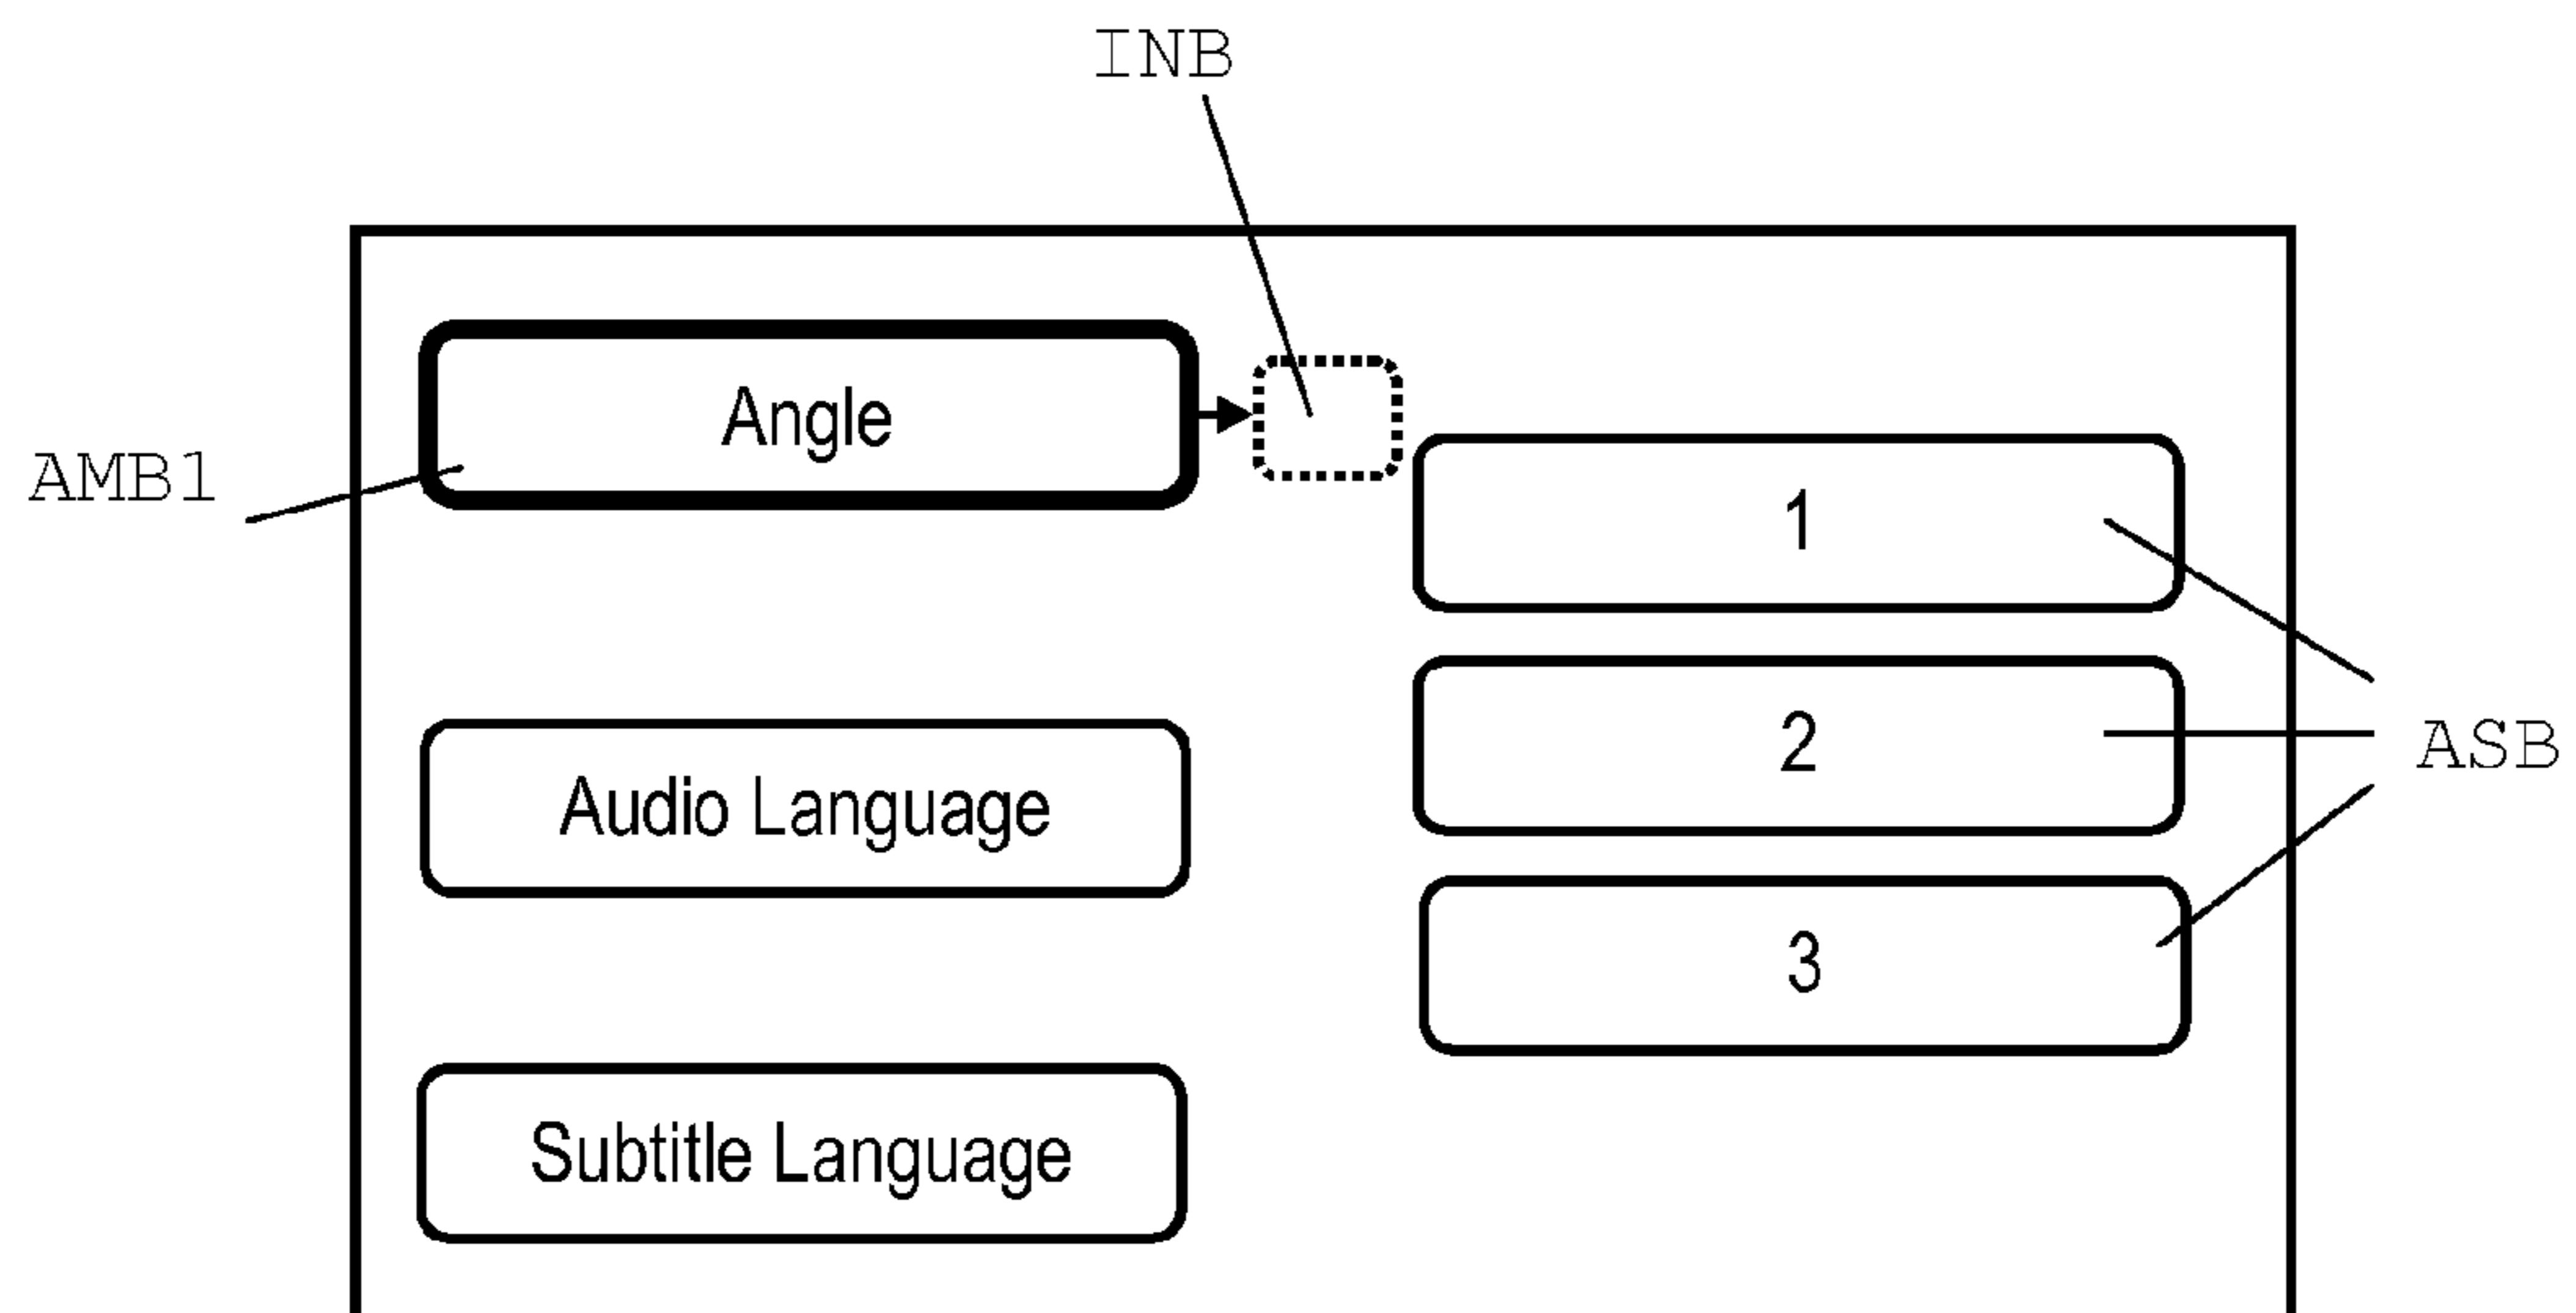 INB
Angle
AMB1
1
2
ASB
Audio Language
3
Subtitle Language